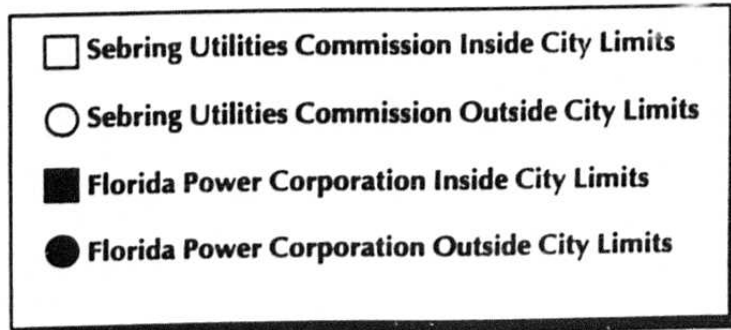 Sebring Utilities Commission Inside City Limits
Sebring Utilities Commission Outside City Limits
Florida Power Corporation Inside City Limits
Florida Power Corporation Outside City Limits